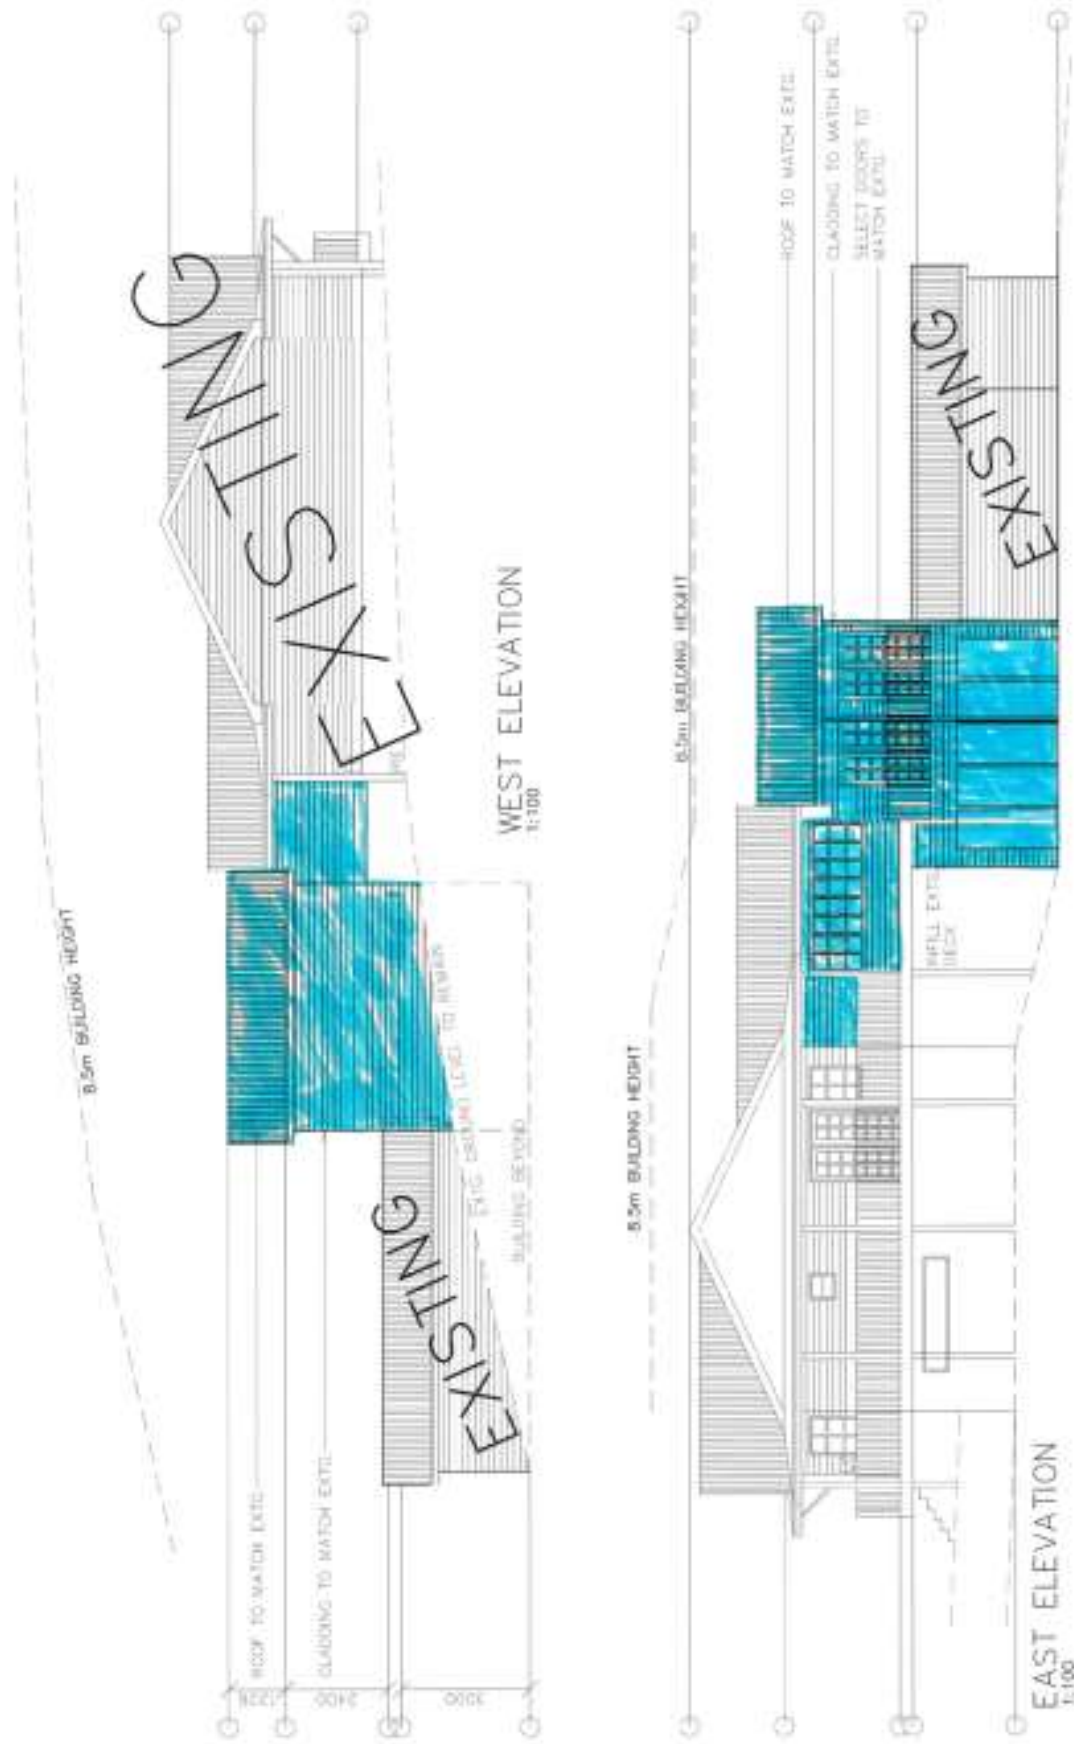 8.5m BUILDING HEIGHT
EXISTING
EXISTING
ROOF TO MATCH EXTG.
CLADDING TO MATCH EXTG.
EXTG. GROUND LEVEL TO REMAIN
BUILDING BEYOND
1228
2400
3000
WEST ELEVATION
1:100
8.5m BUILDING HEIGHT
8.5m BUILDING HEIGHT
ROOF TO MATCH EXTG.
CLADDING TO MATCH EXTG.
SELECT DOORS TO
MATCH EXTG.
EXISTING
INFILL EXTG.
DECK
EAST ELEVATION
1:100